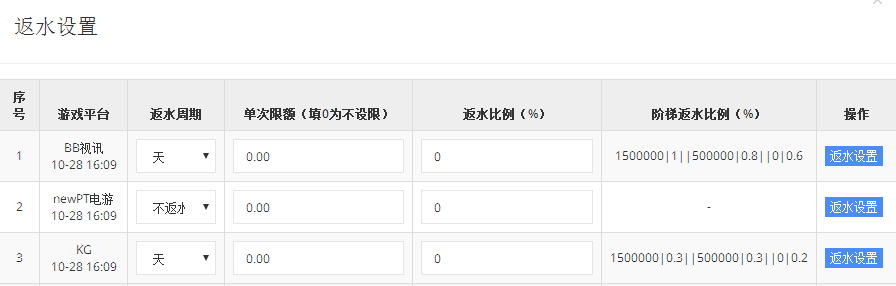 返水设置
序号 游戏平台 返水周期 单次限额（填0为不设限） 返水比例（%） 阶梯返水比例（%） 操作
1 BB视讯 10-28 16:09 天 0.00 0 1500000|1||500000|0.8||0|0.6 返水设置
2 newPT电游 10-28 16:09 不返水 0.00 0 - 返水设置
3 KG 10-28 16:09 天 0.00 0 1500000|0.3||500000|0.3||0|0.2 返水设置